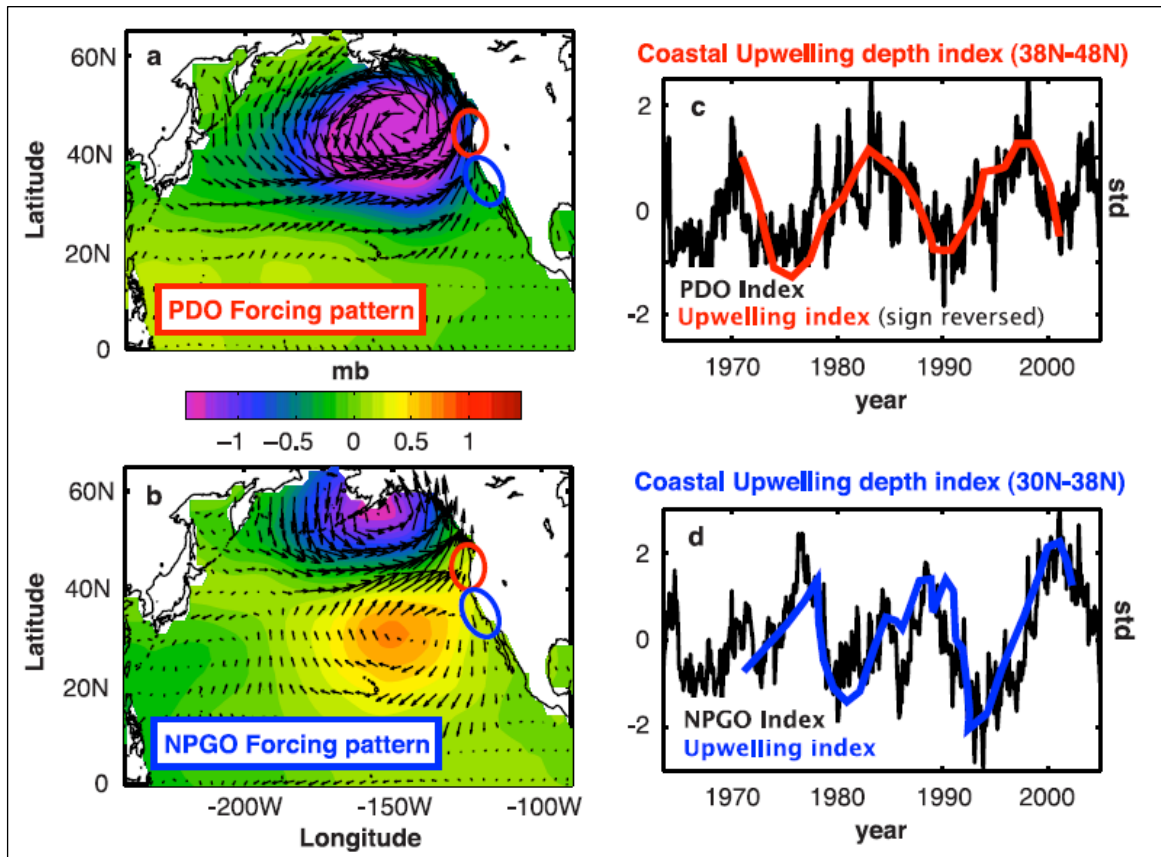 a
60N
40N
20N
0
Latitude
PDO Forcing pattern
mb
−1 −0.5 0 0.5 1
b
60N
40N
20N
0
Latitude
NPGO Forcing pattern
-200W -150W -100W
Longitude
Coastal Upwelling depth index (38N-48N)
c
2
0
-2
std
PDO Index
Upwelling index (sign reversed)
1970 1980 1990 2000
year
Coastal Upwelling depth index (30N-38N)
d
2
0
-2
std
NPGO Index
Upwelling index
1970 1980 1990 2000
year